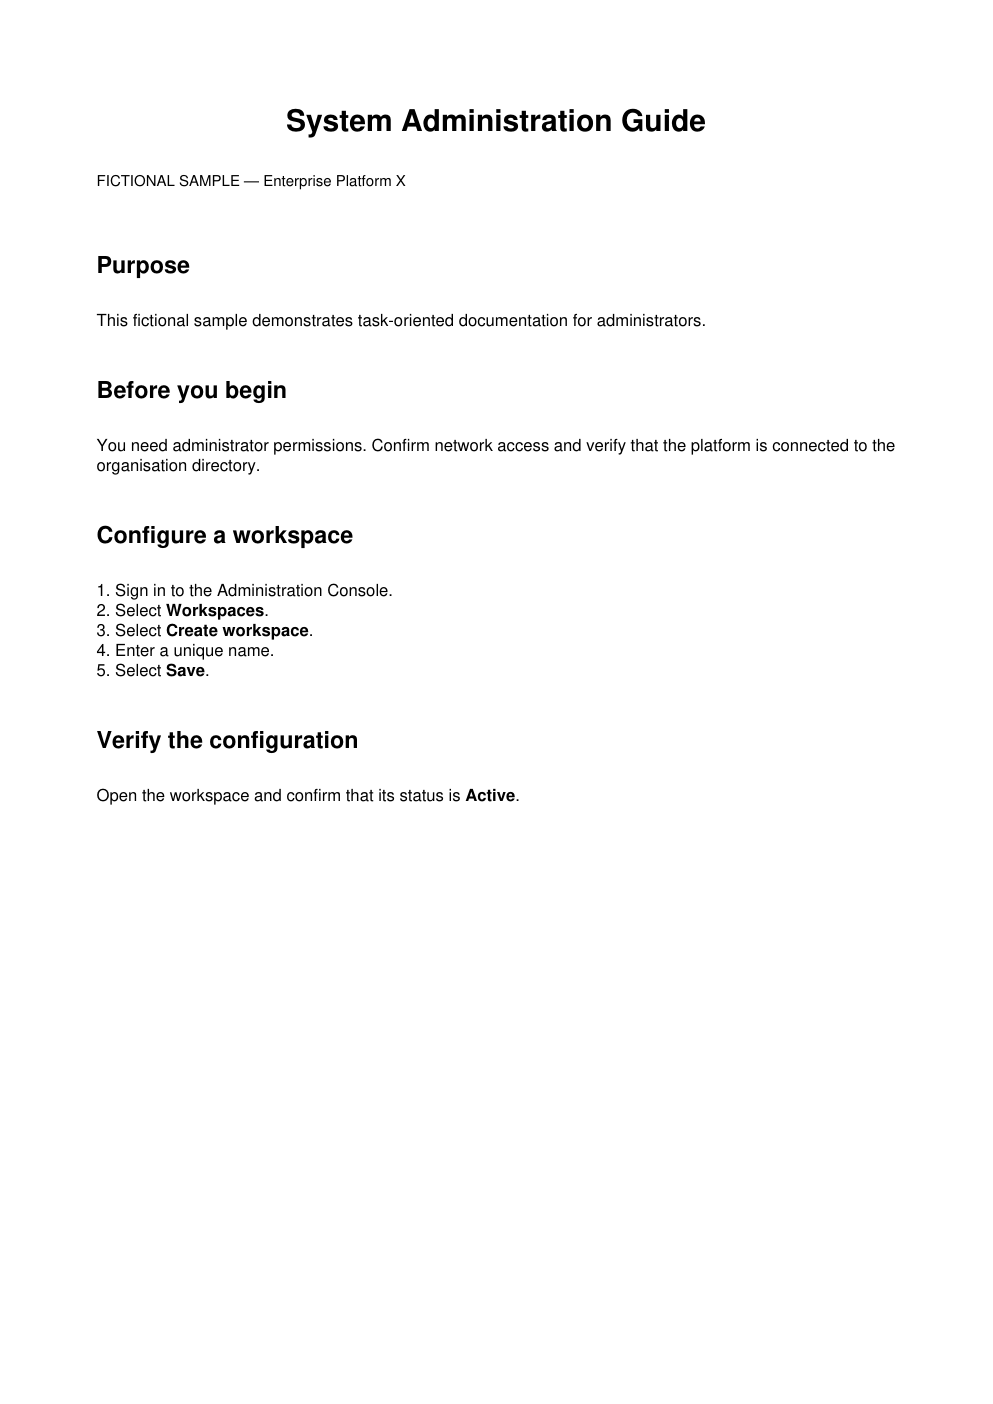 System Administration Guide
FICTIONAL SAMPLE — Enterprise Platform X
Purpose
This fictional sample demonstrates task-oriented documentation for administrators.
Before you begin
You need administrator permissions. Confirm network access and verify that the platform is connected to the
organisation directory.
Configure a workspace
1. Sign in to the Administration Console.
2. Select Workspaces.
3. Select Create workspace.
4. Enter a unique name.
5. Select Save.
Verify the configuration
Open the workspace and confirm that its status is Active.